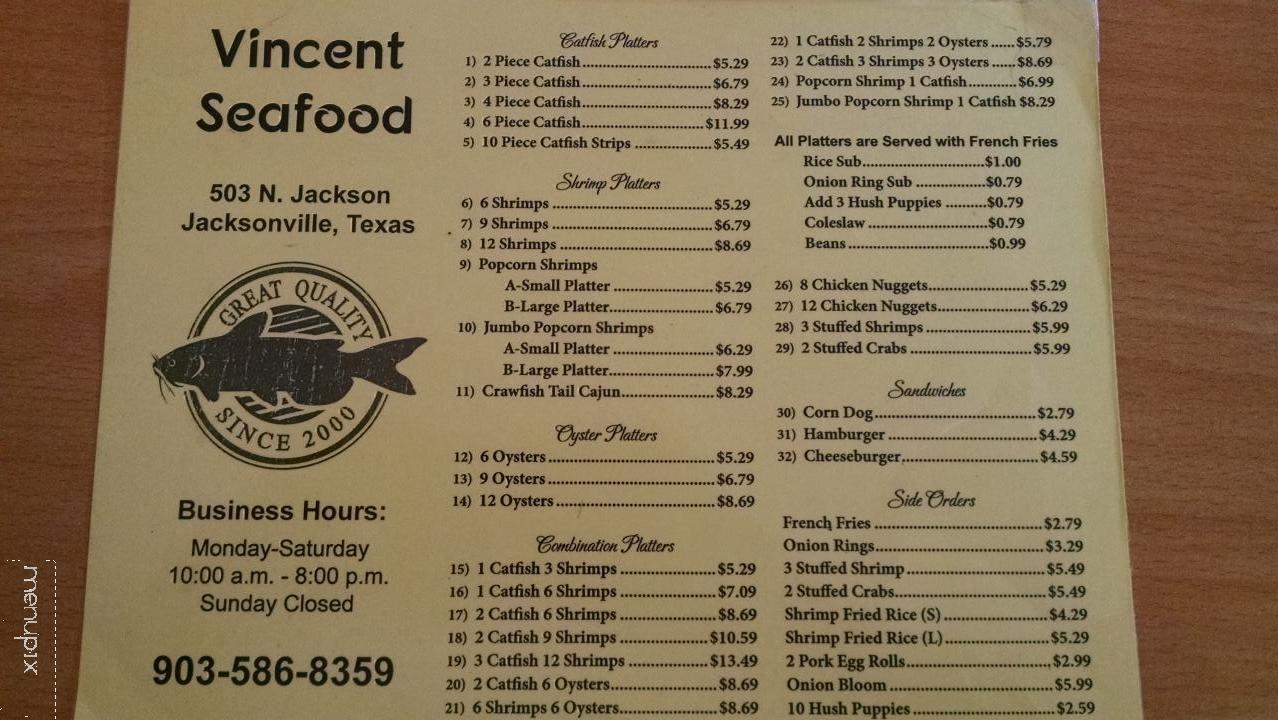 Vincent
Seafood
503 N. Jackson
Jacksonville, Texas
GREAT QUALITY
SINCE 2000
Business Hours:
Monday-Saturday
10:00 a.m. - 8:00 p.m.
Sunday Closed
903-586-8359
Catfish Platters
1) 2 Piece Catfish..............................$5.29
2) 3 Piece Catfish..............................$6.79
3) 4 Piece Catfish..............................$8.29
4) 6 Piece Catfish.............................$11.99
5) 10 Piece Catfish Strips ..................$5.49
Shrimp Platters
6) 6 Shrimps .....................................$5.29
7) 9 Shrimps .....................................$6.79
8) 12 Shrimps ...................................$8.69
9) Popcorn Shrimps
A-Small Platter .......................$5.29
B-Large Platter........................$6.79
10) Jumbo Popcorn Shrimps
A-Small Platter .......................$6.29
B-Large Platter........................$7.99
11) Crawfish Tail Cajun.....................$8.29
Oyster Platters
12) 6 Oysters ......................................$5.29
13) 9 Oysters ......................................$6.79
14) 12 Oysters ....................................$8.69
Combination Platters
15) 1 Catfish 3 Shrimps .....................$5.29
16) 1 Catfish 6 Shrimps .....................$7.09
17) 2 Catfish 6 Shrimps .....................$8.69
18) 2 Catfish 9 Shrimps ...................$10.59
19) 3 Catfish 12 Shrimps .................$13.49
20) 2 Catfish 6 Oysters.......................$8.69
21) 6 Shrimps 6 Oysters.....................$8.69
22) 1 Catfish 2 Shrimps 2 Oysters ......$5.79
23) 2 Catfish 3 Shrimps 3 Oysters ......$8.69
24) Popcorn Shrimp 1 Catfish............$6.99
25) Jumbo Popcorn Shrimp 1 Catfish $8.29
All Platters are Served with French Fries
Rice Sub.............................$1.00
Onion Ring Sub ................$0.79
Add 3 Hush Puppies ..........$0.79
Coleslaw ............................$0.79
Beans .................................$0.99
26) 8 Chicken Nuggets.......................$5.29
27) 12 Chicken Nuggets.....................$6.29
28) 3 Stuffed Shrimps ........................$5.99
29) 2 Stuffed Crabs ............................$5.99
Sandwiches
30) Corn Dog.....................................$2.79
31) Hamburger ..................................$4.29
32) Cheeseburger...............................$4.59
Side Orders
French Fries .......................................$2.79
Onion Rings.......................................$3.29
3 Stuffed Shrimp ................................$5.49
2 Stuffed Crabs...................................$5.49
Shrimp Fried Rice (S) ........................$4.29
Shrimp Fried Rice (L) ........................$5.29
2 Pork Egg Rolls.................................$2.99
Onion Bloom ....................................$5.99
10 Hush Puppies ................................$2.59
menupix